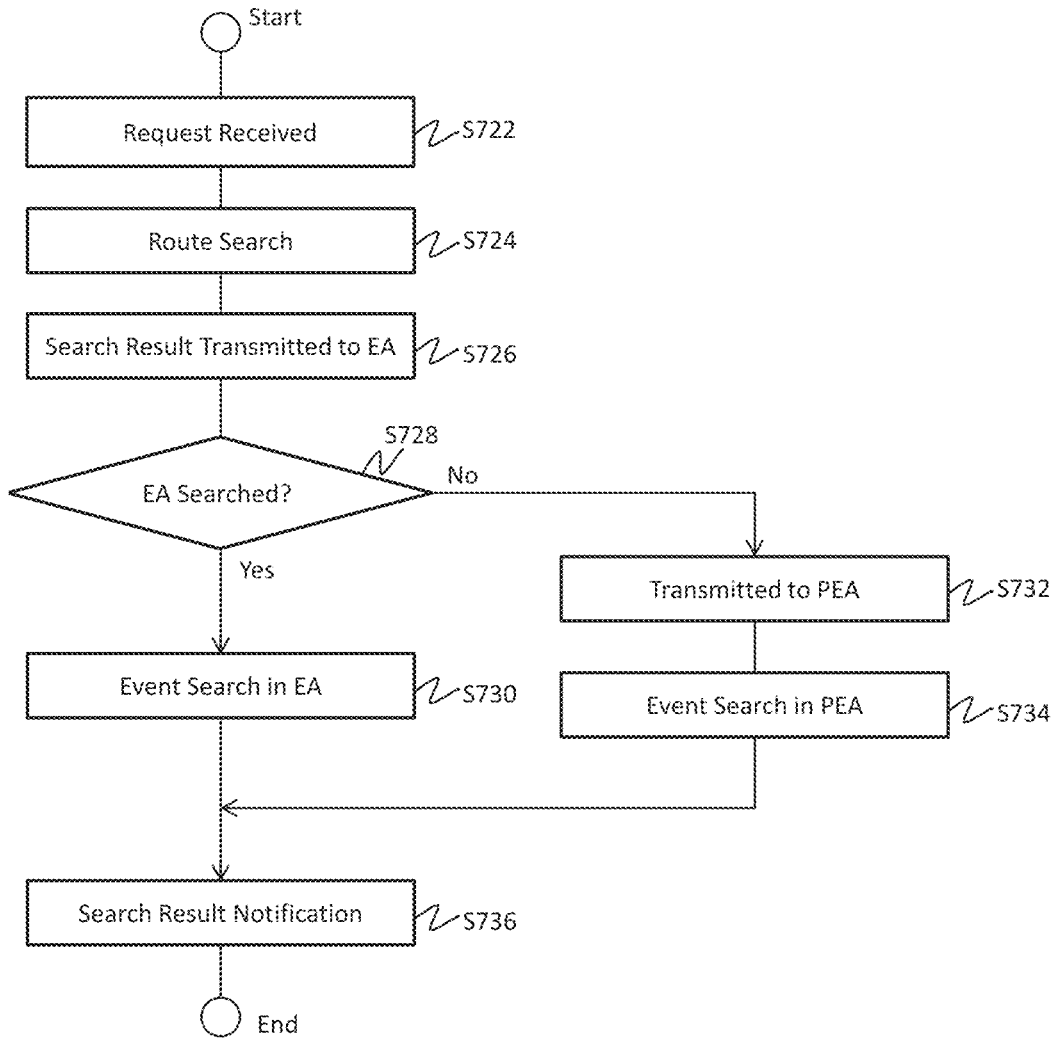 Start
Request Received
S722
Route Search
S724
Search Result Transmitted to EA
S726
S728
EA Searched?
No
Yes
Transmitted to PEA
S732
Event Search in EA
S730
Event Search in PEA
S734
Search Result Notification
S736
End